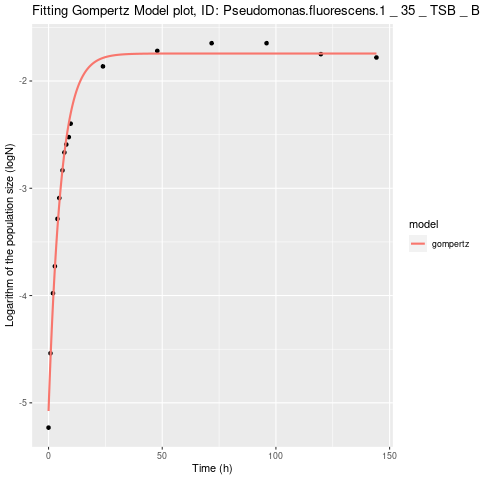 Fitting Gompertz Model plot, ID: Pseudomonas.fluorescens.1 _ 35 _ TSB _ B
Logarithm of the population size (logN)
-2
-3
-4
-5
0
50
100
150
Time (h)
model
gompertz